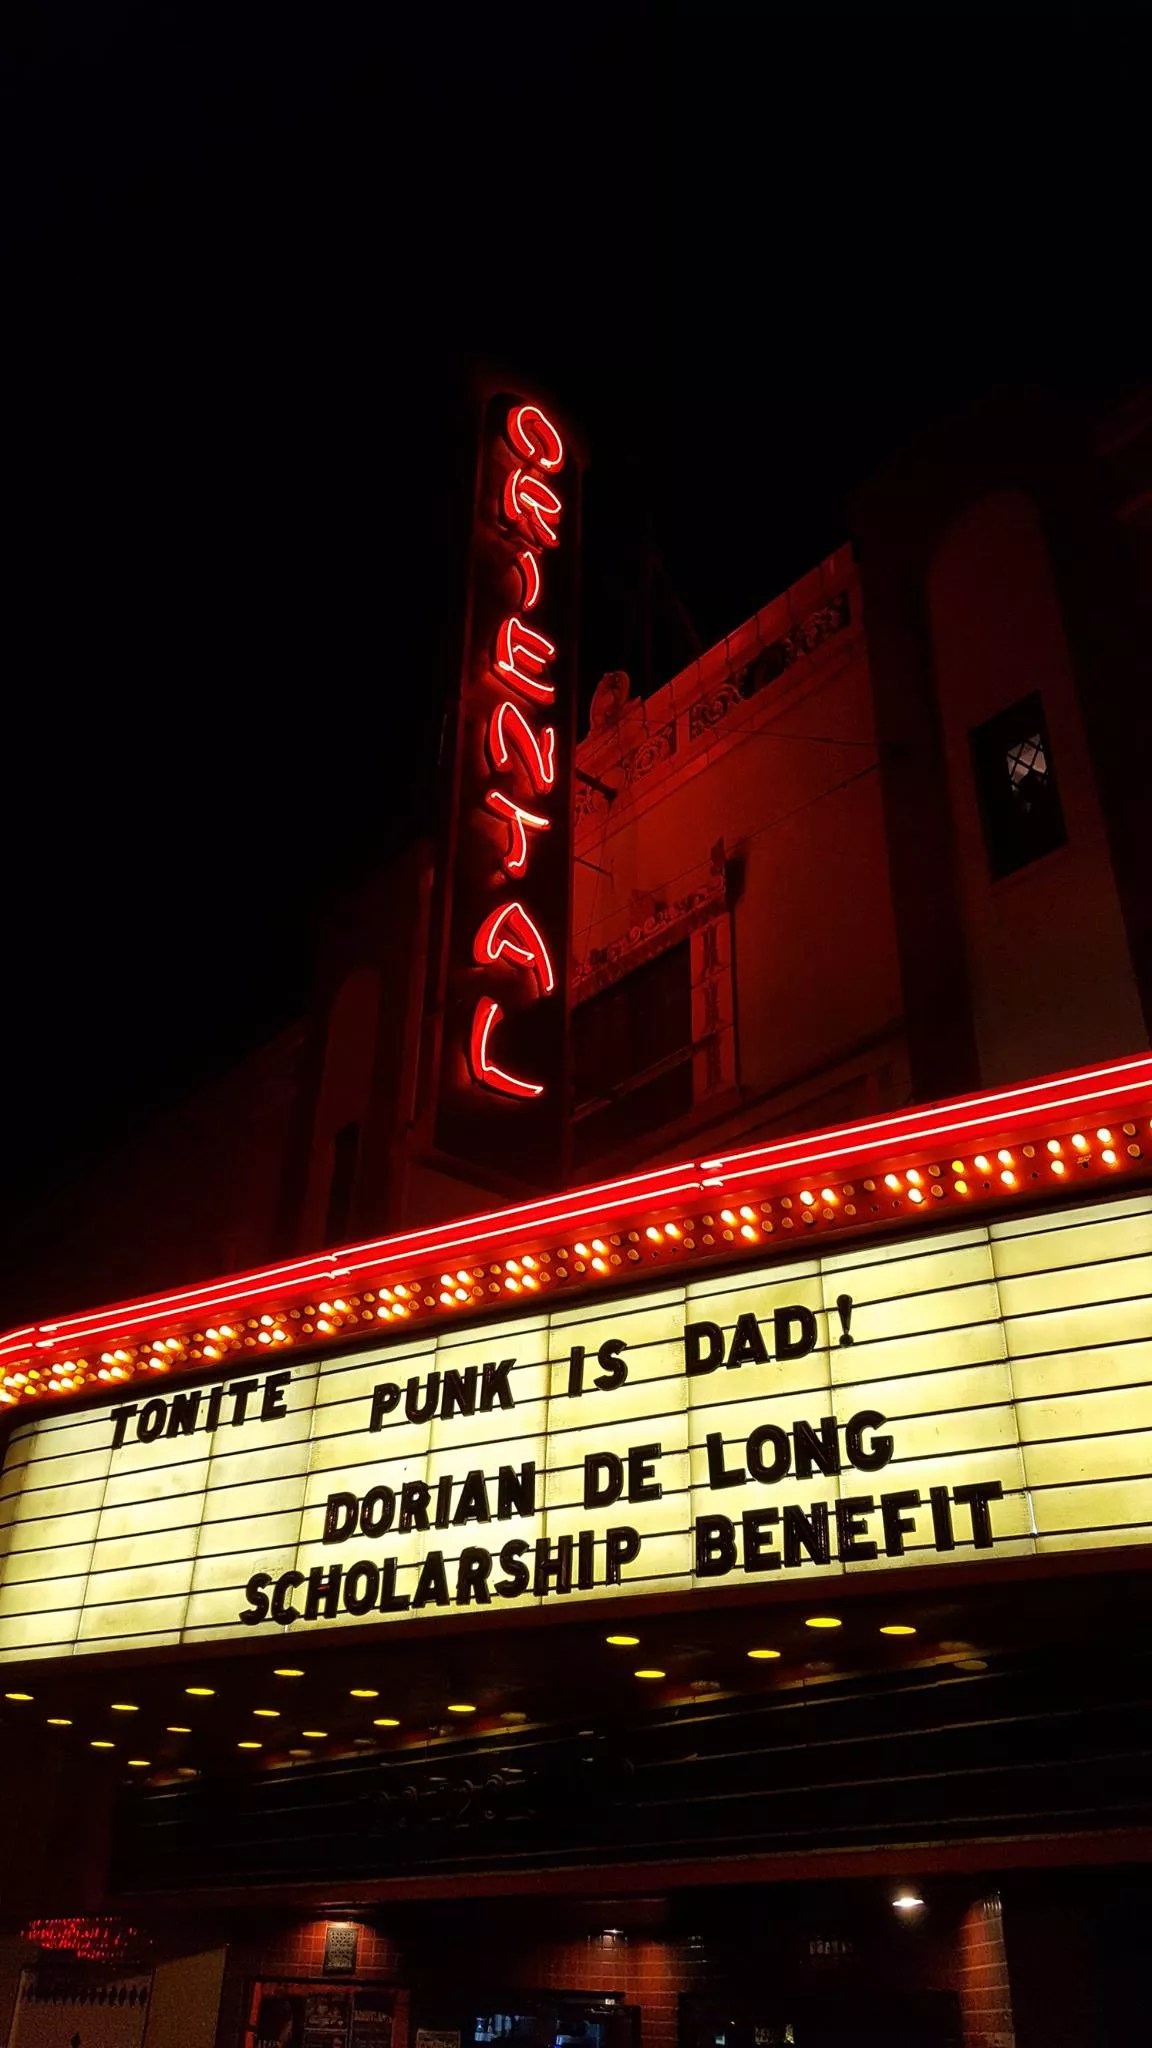 ORIENTAL
TONITE PUNK IS DAD!
DORIAN DE LONG
SCHOLARSHIP BENEFIT